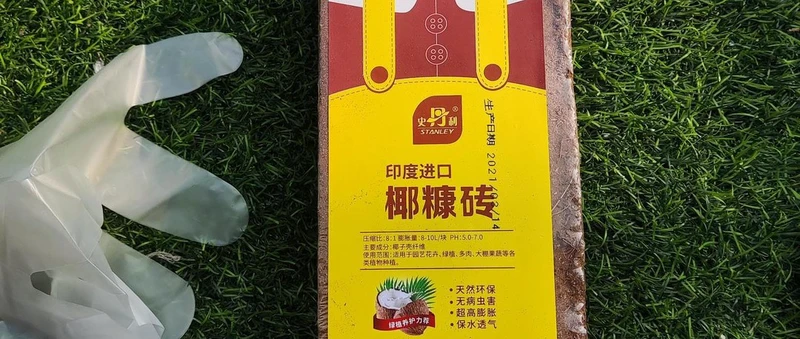 史丹利®
STANLEY
生产日期 2021/02/14
印度进口
椰糠砖
压缩比: 8:1 膨胀量: 8-10L/块 PH:5.0-7.0
主要成分: 椰子壳纤维
使用范围: 适用于园艺花卉、绿植、多肉、大棚果蔬等各
类植物种植。
绿植养护力荐
·天然环保
·无病虫害
·超高膨胀
·保水透气